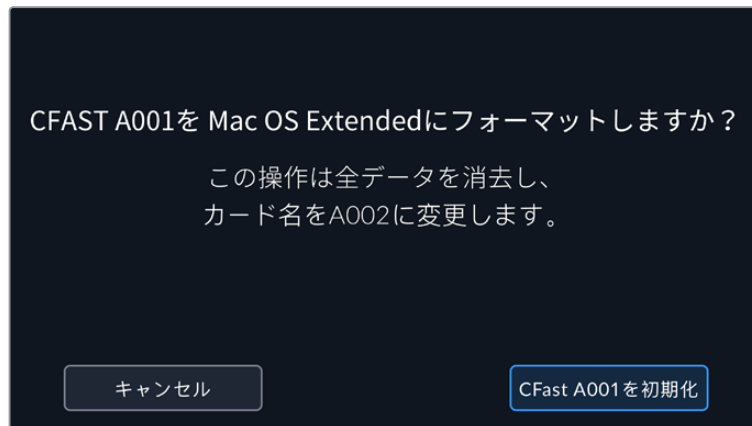 CFAST A001を Mac OS Extendedにフォーマットしますか？
この操作は全データを消去し、
カード名をA002に変更します。
キャンセル
CFast A001を初期化